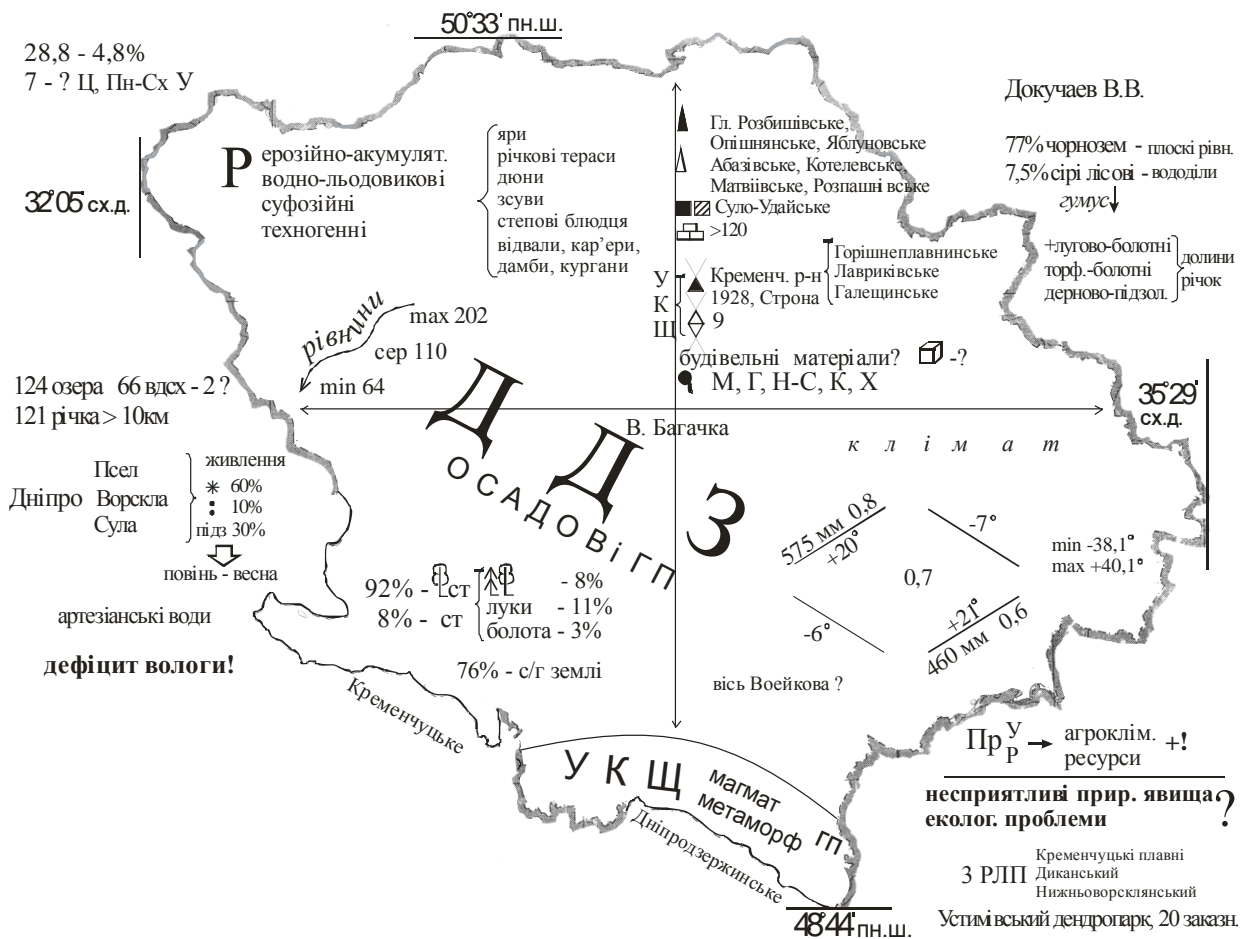 50°33' пн.ш.
28,8 - 4,8%
7 - ? Ц, Пн-Сх У
32°05' сх.д.
Р
ерозійно-акумулят.
водно-льодовикові
суфозійні
техногенні
яри
річкові тераси
дюни
зсуви
степові блюдця
відвали, кар'ери,
дамби, кургани
Гл. Розбишівське,
Опішнянське, Яблуновське
Абазівське, Котелевське,
Матвіівське, Розпашнівське
Суло-Удайське
>120
У
К
Щ
Кременч. р-н
1928, Строна
9
Горішнеплавнинське
Лавриківське
Галещинське
будівельні матеріали? -?
М, Г, Н-С, К, Х
Докучаев В.В.
77% чорнозем - плоскі рівн.
7,5% сірі лісові - вододіли
гумус
+лугово-болотні
торф.-болотні
дерново-підзол.
долини
річок
рівнини
max 202
сер 110
min 64
124 озера 66 вдсх - 2 ?
121 річка > 10км
Дніпро
Псел
Ворскла
Сула
живлення
60%
10%
підз 30%
повінь - весна
артезіанські води
дефіцит вологи!
В. Багачка
ДДЗ
ОСАДОВі ГП
35°29'
сх.д.
клімат
575 мм 0,8
+20°
-7°
0,7
-6°
+21°
460 мм 0,6
min -38,1°
max +40,1°
вісь Воейкова ?
92% - ст
8% - ст
- 8%
луки - 11%
болота - 3%
76% - с/г землі
Кременчуцьке
УКЩ
магмат
метаморф
ГП
Дніпродзержинське
48°44' пн.ш.
Пр У
Р
агроклім.
ресурси
+!
несприятливі прир. явища
еколог. проблеми
?
3 РЛП
Кременчуцькі плавні
Диканський
Нижньоворсклянський
Устимівський дендропарк, 20 заказн.